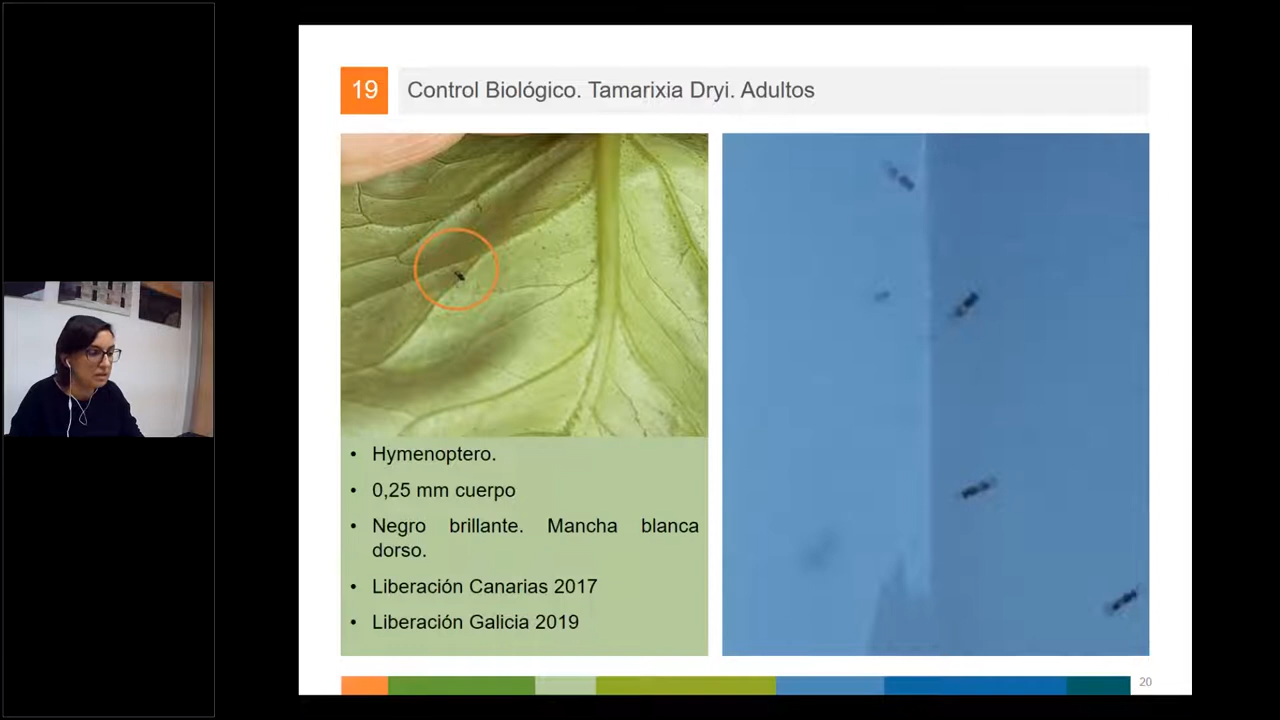 19
Control Biológico. Tamarixia Dryi. Adultos
• Hymenoptero.
• 0,25 mm cuerpo
• Negro brillante. Mancha blanca
dorso.
• Liberación Canarias 2017
• Liberación Galicia 2019
20